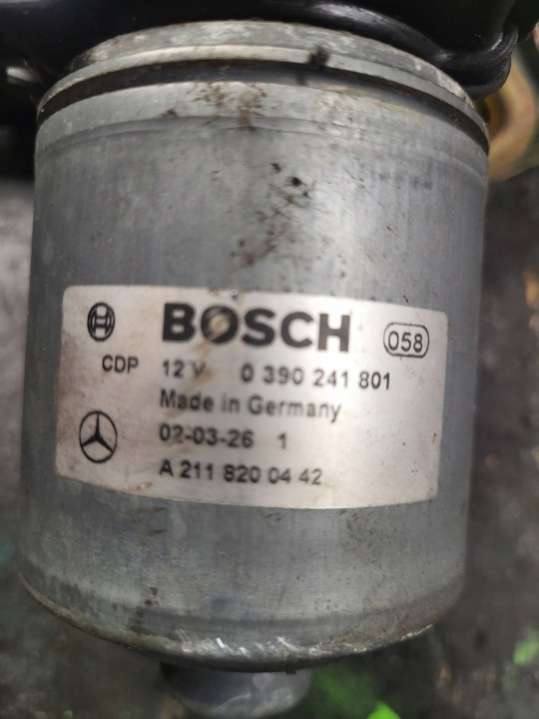 BOSCH 058
CDP 12 V 0 390 241 801
Made in Germany
02-03-26 1
A 211 820 04 42